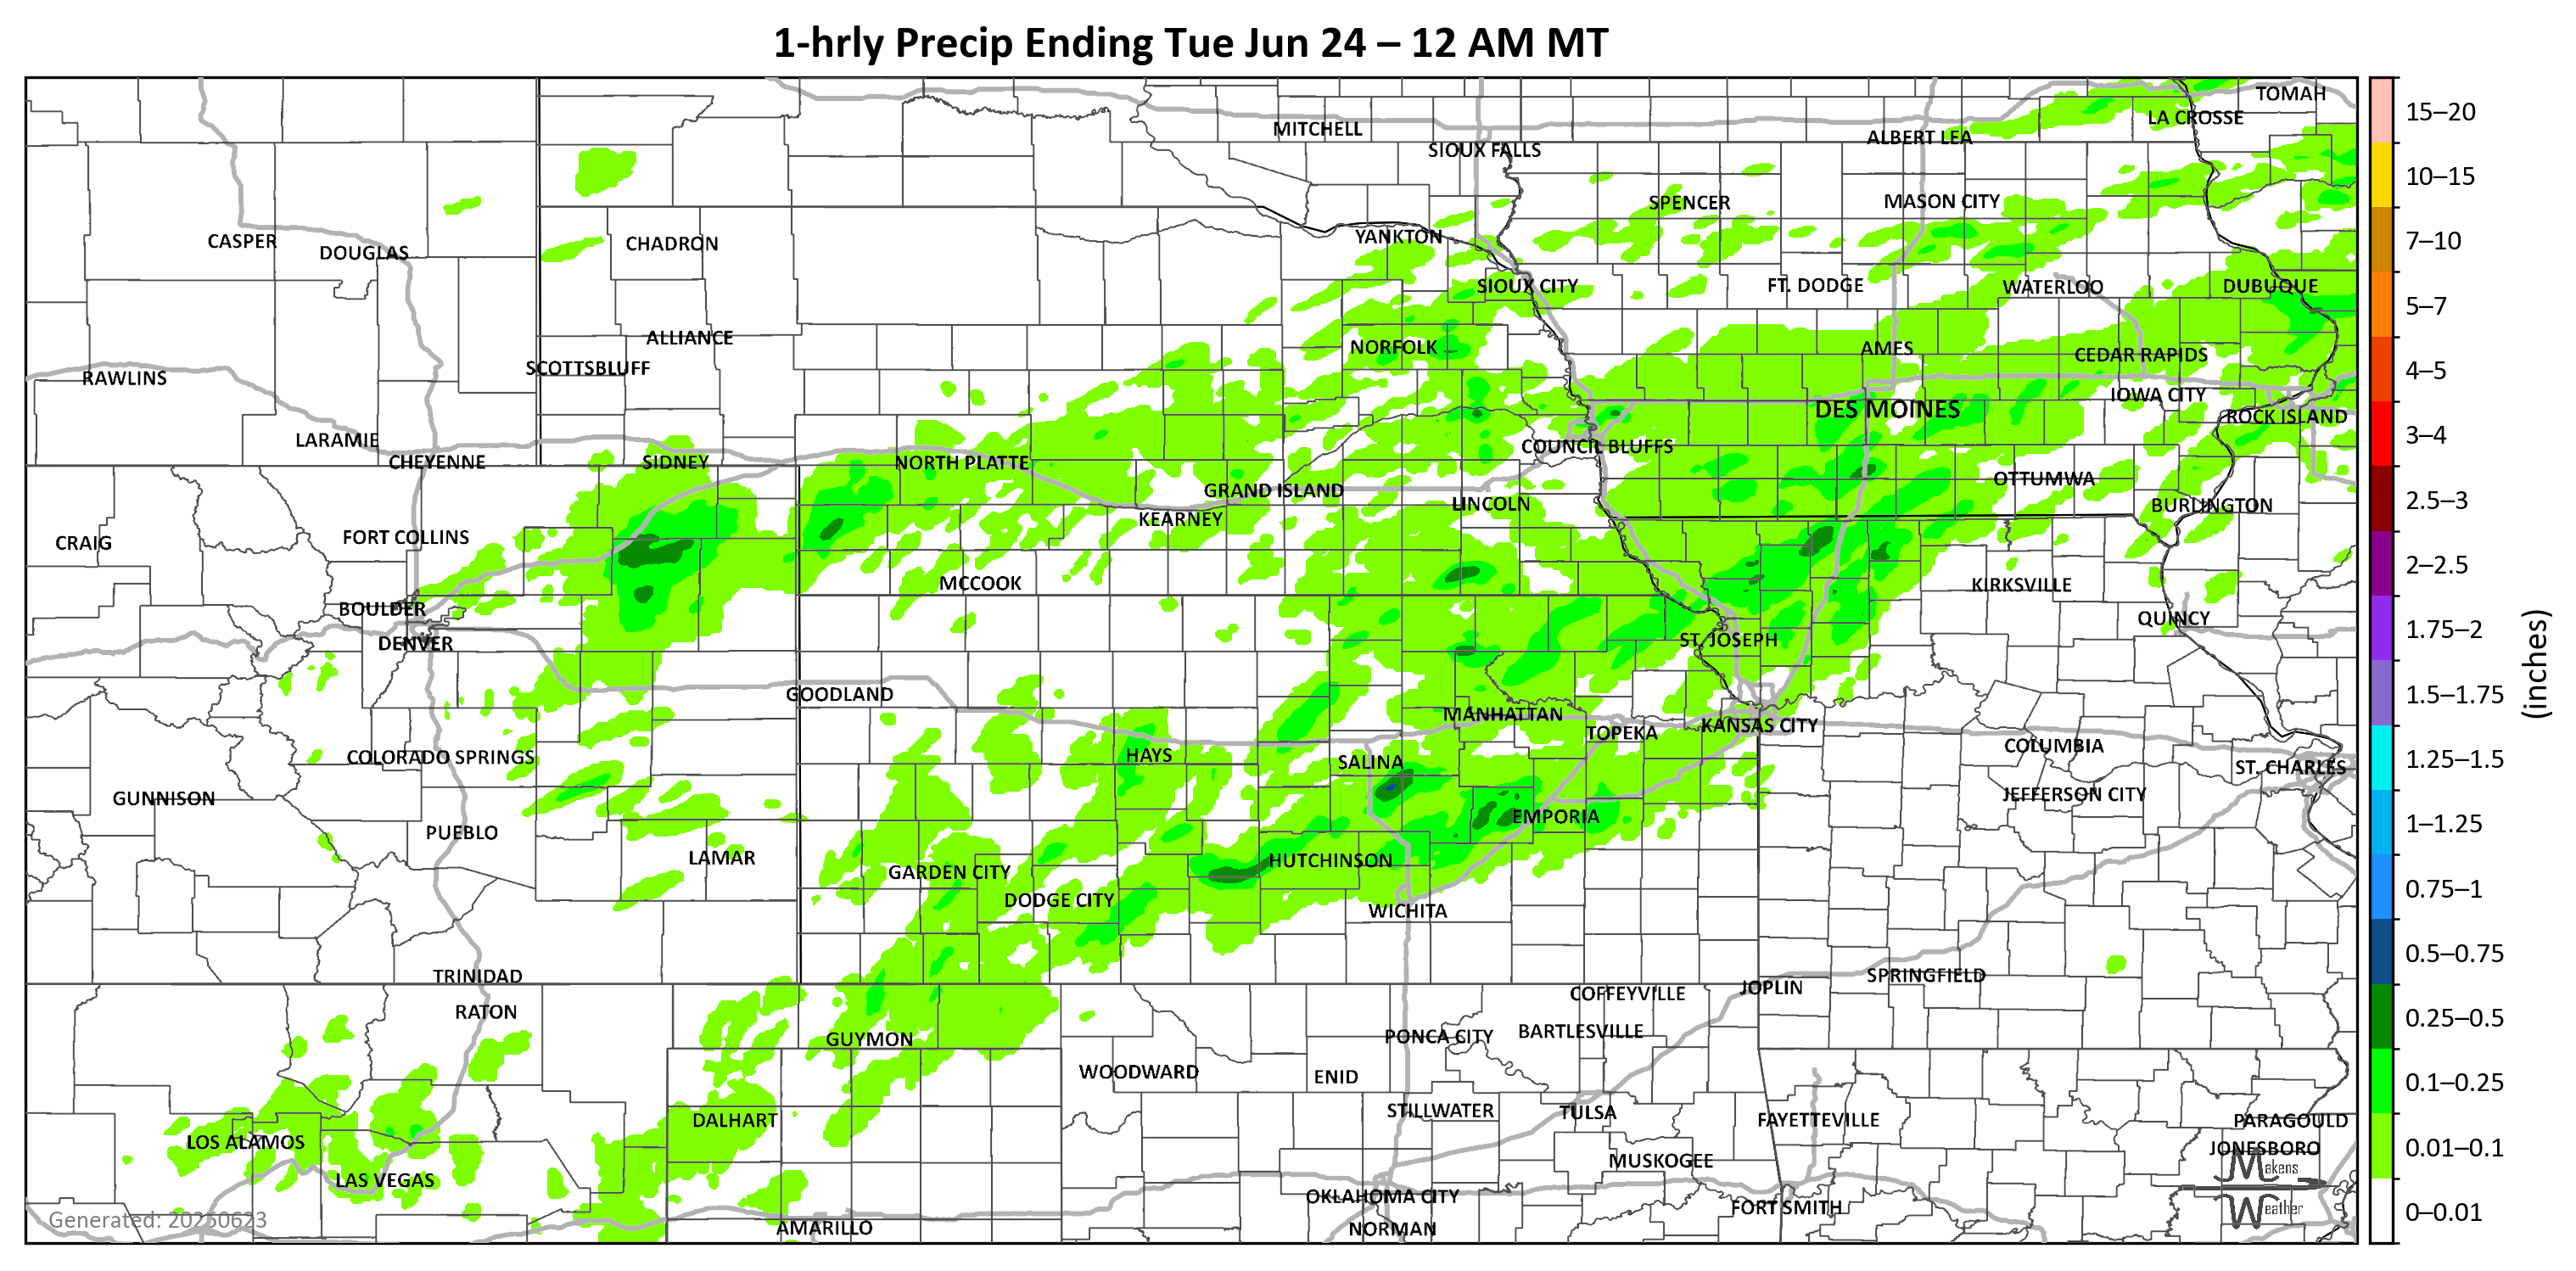 1-hrly Precip Ending Tue Jun 24 – 12 AM MT
TOMAH
LA CROSSE
MITCHELL
ALBERT LEA
SIOUX FALLS
SPENCER
MASON CITY
CASPER
DOUGLAS
CHADRON
YANKTON
SIOUX CITY
FT. DODGE
WATERLOO
DUBUQUE
ALLIANCE
NORFOLK
AMES
CEDAR RAPIDS
SCOTTSBLUFF
RAWLINS
IOWA CITY
DES MOINES
ROCK ISLAND
LARAMIE
COUNCIL BLUFFS
CHEYENNE
SIDNEY
NORTH PLATTE
OTTUMWA
GRAND ISLAND
LINCOLN
BURLINGTON
KEARNEY
FORT COLLINS
CRAIG
MCCOOK
KIRKSVILLE
BOULDER
QUINCY
DENVER
ST. JOSEPH
GOODLAND
MANHATTAN
KANSAS CITY
TOPEKA
COLUMBIA
COLORADO SPRINGS
HAYS
SALINA
ST. CHARLES
GUNNISON
JEFFERSON CITY
EMPORIA
PUEBLO
LAMAR
HUTCHINSON
GARDEN CITY
DODGE CITY
WICHITA
TRINIDAD
SPRINGFIELD
JOPLIN
COFFEYVILLE
RATON
GUYMON
PONCA CITY
BARTLESVILLE
WOODWARD
ENID
STILLWATER
TULSA
DALHART
FAYETTEVILLE
PARAGOULD
LOS ALAMOS
JONESBORO
MUSKOGEE
LAS VEGAS
OKLAHOMA CITY
FORT SMITH
AMARILLO
NORMAN
Generated: 20250623
Makens
Weather
15–20
10–15
7–10
5–7
4–5
3–4
2.5–3
2–2.5
1.75–2
1.5–1.75
1.25–1.5
1–1.25
0.75–1
0.5–0.75
0.25–0.5
0.1–0.25
0.01–0.1
0–0.01
(inches)